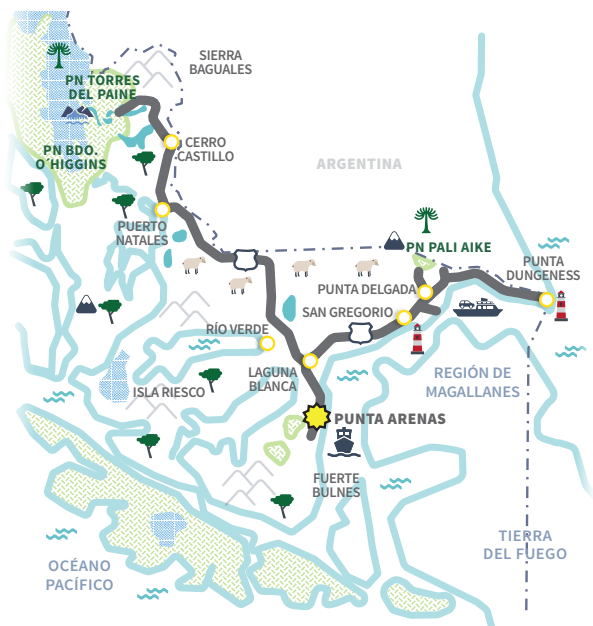 SIERRA
BAGUALES
PN TORRES
DEL PAINE
CERRO
CASTILLO
PN BDO.
O´HIGGINS
ARGENTINA
PUERTO
NATALES
PN PALI AIKE
PUNTA
DUNGENESS
PUNTA DELGADA
SAN GREGORIO
RÍO VERDE
LAGUNA
BLANCA
REGIÓN DE
MAGALLANES
ISLA RIESCO
PUNTA ARENAS
FUERTE
BULNES
TIERRA
DEL FUEGO
OCÉANO
PACÍFICO